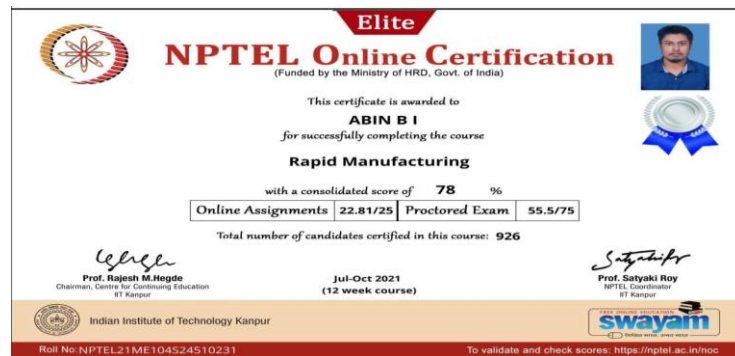 Elite
NPTEL Online Certification
(Funded by the Ministry of HRD, Govt. of India)
This certificate is awarded to
ABIN B I
for successfully completing the course
Rapid Manufacturing
with a consolidated score of 78 %
Online Assignments 22.81/25 Proctored Exam 55.5/75
Total number of candidates certified in this course: 926
Prof. Rajesh M.Hegde
Chairman, Centre for Continuing Education
IIT Kanpur
Jul-Oct 2021
(12 week course)
Prof. Satyaki Roy
NPTEL Coordinator
IIT Kanpur
Indian Institute of Technology Kanpur
FREE ONLINE EDUCATION
swayam
Roll No:NPTEL21ME104S24510231
To validate and check scores: https://nptel.ac.in/noc